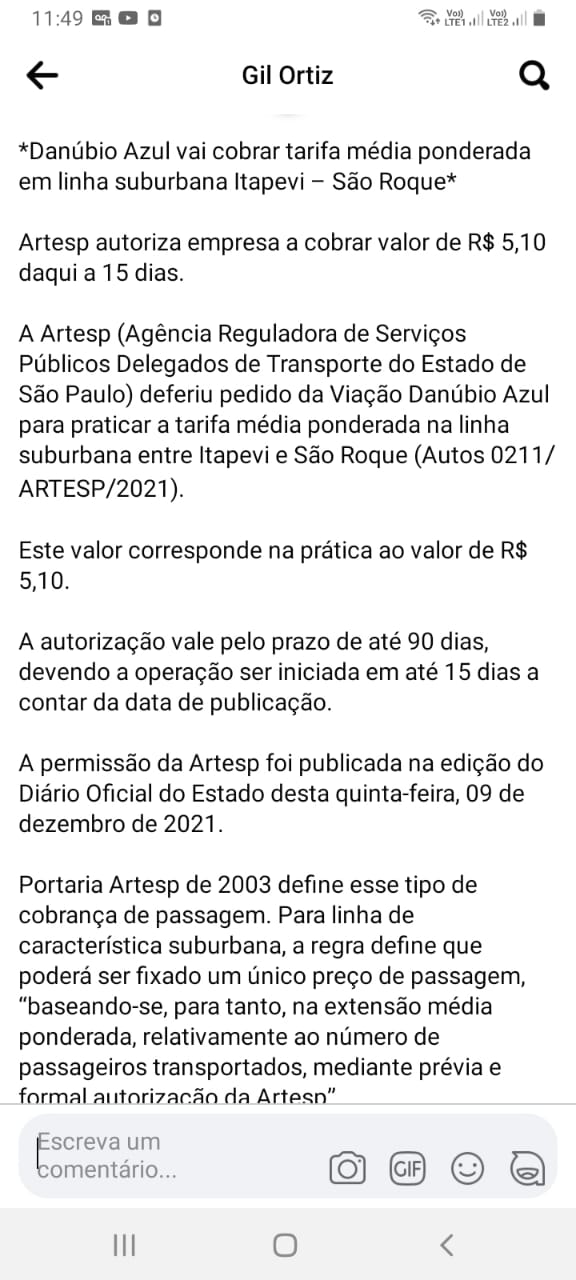 11:49
Vo) LTE1 Vo) LTE2
Gil Ortiz
*Danúbio Azul vai cobrar tarifa média ponderada
em linha suburbana Itapevi – São Roque*
Artesp autoriza empresa a cobrar valor de R$ 5,10
daqui a 15 dias.
A Artesp (Agência Reguladora de Serviços
Públicos Delegados de Transporte do Estado de
São Paulo) deferiu pedido da Viação Danúbio Azul
para praticar a tarifa média ponderada na linha
suburbana entre Itapevi e São Roque (Autos 0211/
ARTESP/2021).
Este valor corresponde na prática ao valor de R$
5,10.
A autorização vale pelo prazo de até 90 dias,
devendo a operação ser iniciada em até 15 dias a
contar da data de publicação.
A permissão da Artesp foi publicada na edição do
Diário Oficial do Estado desta quinta-feira, 09 de
dezembro de 2021.
Portaria Artesp de 2003 define esse tipo de
cobrança de passagem. Para linha de
característica suburbana, a regra define que
poderá ser fixado um único preço de passagem,
“baseando-se, para tanto, na extensão média
ponderada, relativamente ao número de
passageiros transportados, mediante prévia e
formal autorização da Artesp”
Escreva um
comentário...
GIF